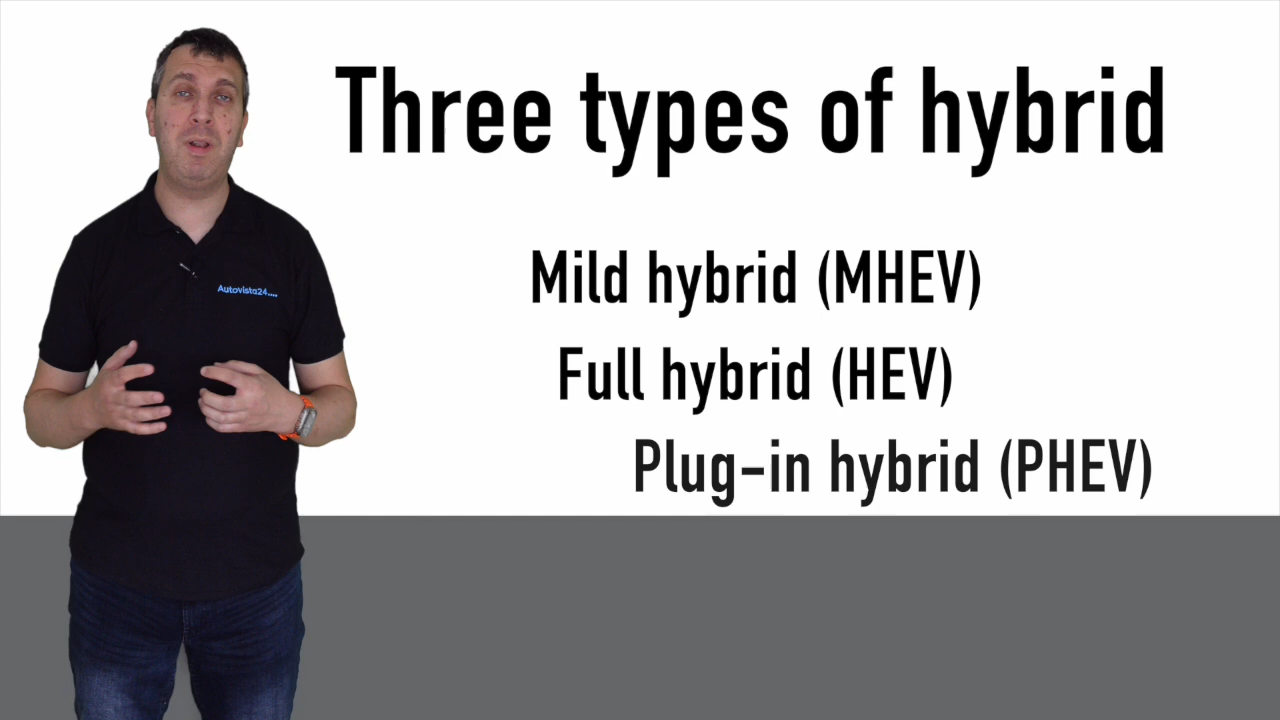 Three types of hybrid
Mild hybrid (MHEV)
Full hybrid (HEV)
Plug-in hybrid (PHEV)
Autovista24